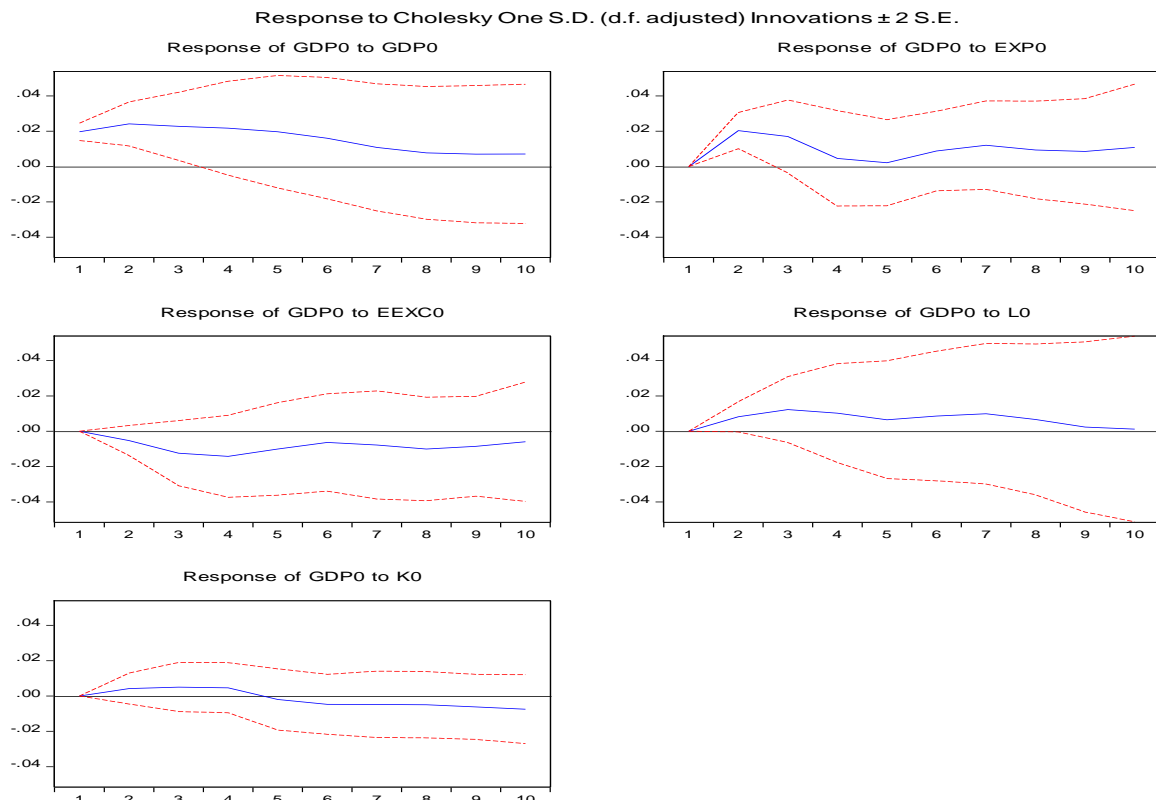 Response to Cholesky One S.D. (d.f. adjusted) Innovations ± 2 S.E.
Response of GDP0 to GDP0
.04
.02
.00
-.02
-.04
1 2 3 4 5 6 7 8 9 10
Response of GDP0 to EXP0
.04
.02
.00
-.02
-.04
1 2 3 4 5 6 7 8 9 10
Response of GDP0 to EEXC0
.04
.02
.00
-.02
-.04
1 2 3 4 5 6 7 8 9 10
Response of GDP0 to L0
.04
.02
.00
-.02
-.04
1 2 3 4 5 6 7 8 9 10
Response of GDP0 to K0
.04
.02
.00
-.02
-.04
1 2 3 4 5 6 7 8 9 10